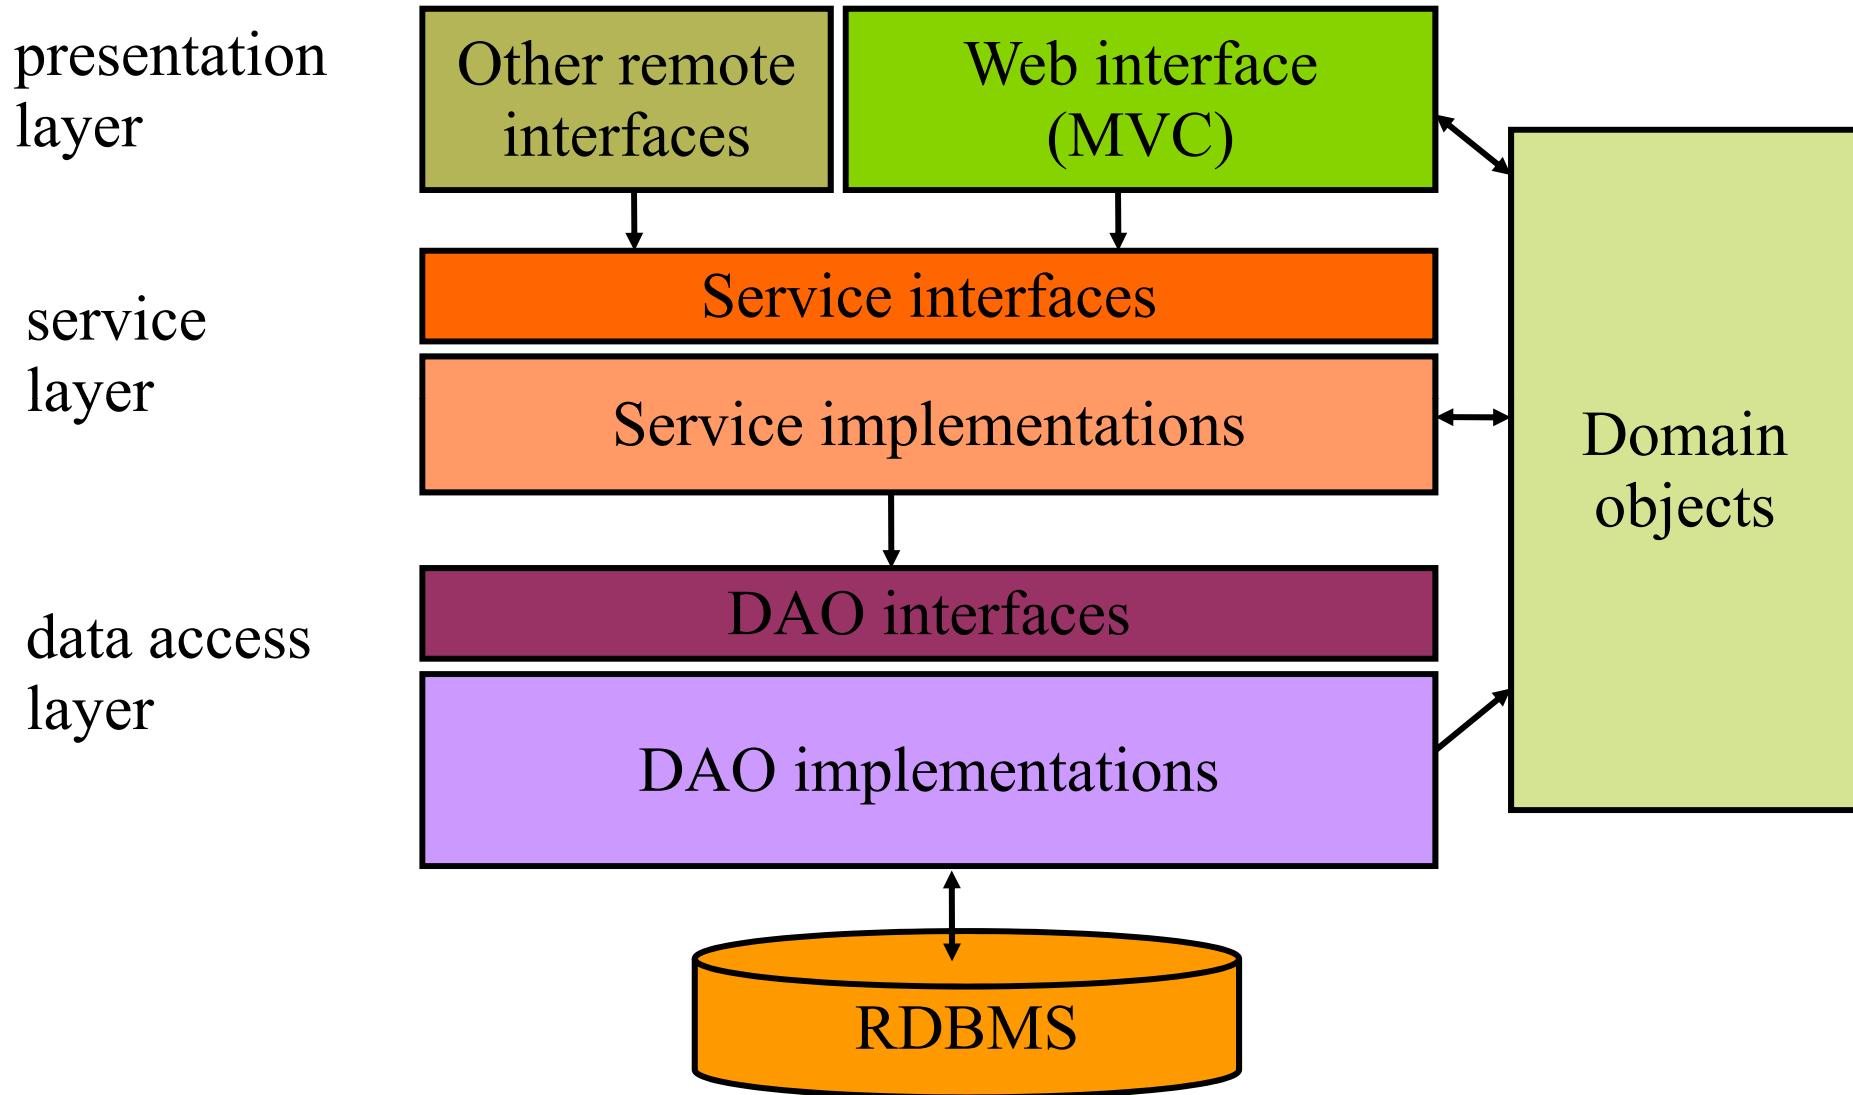 presentation
layer
Other remote
interfaces
Web interface
(MVC)
service
layer
Service interfaces
Service implementations
Domain
objects
data access
layer
DAO interfaces
DAO implementations
RDBMS